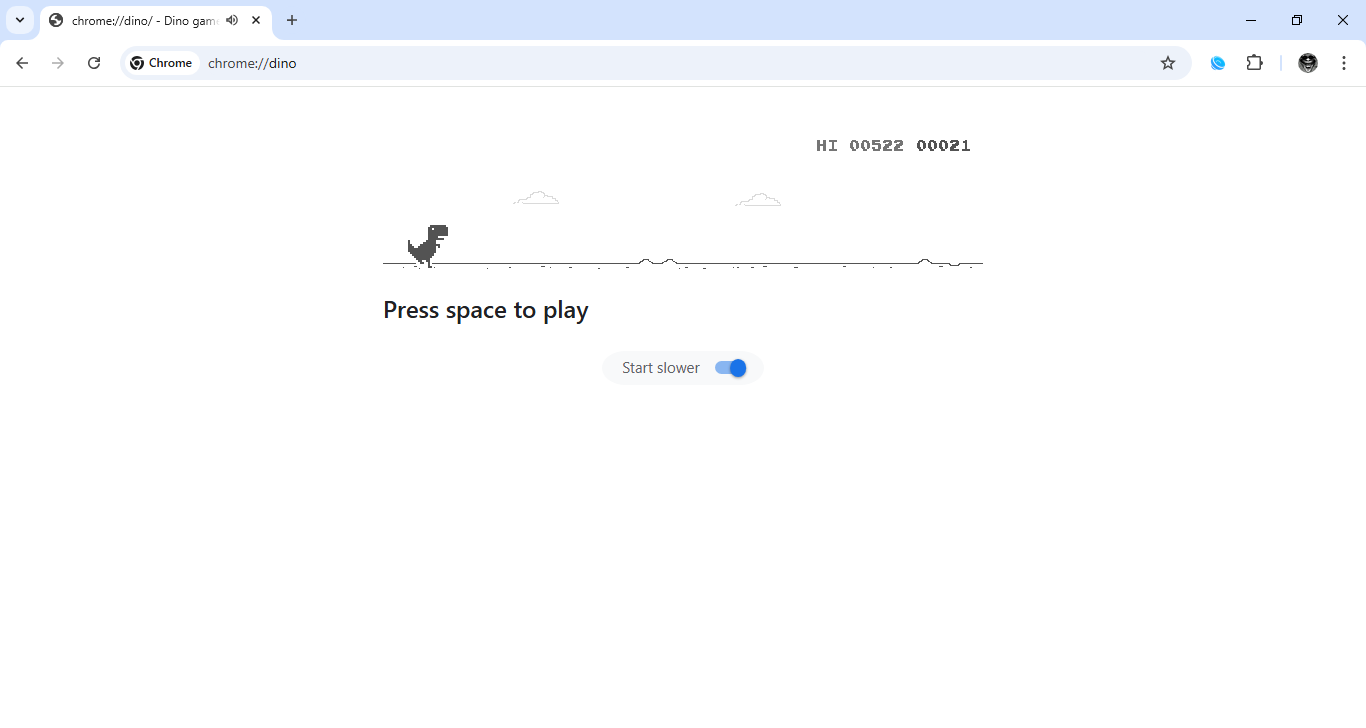 chrome://dino/ - Dino gam
Chrome chrome://dino
HI 00522 00021
Press space to play
Start slower